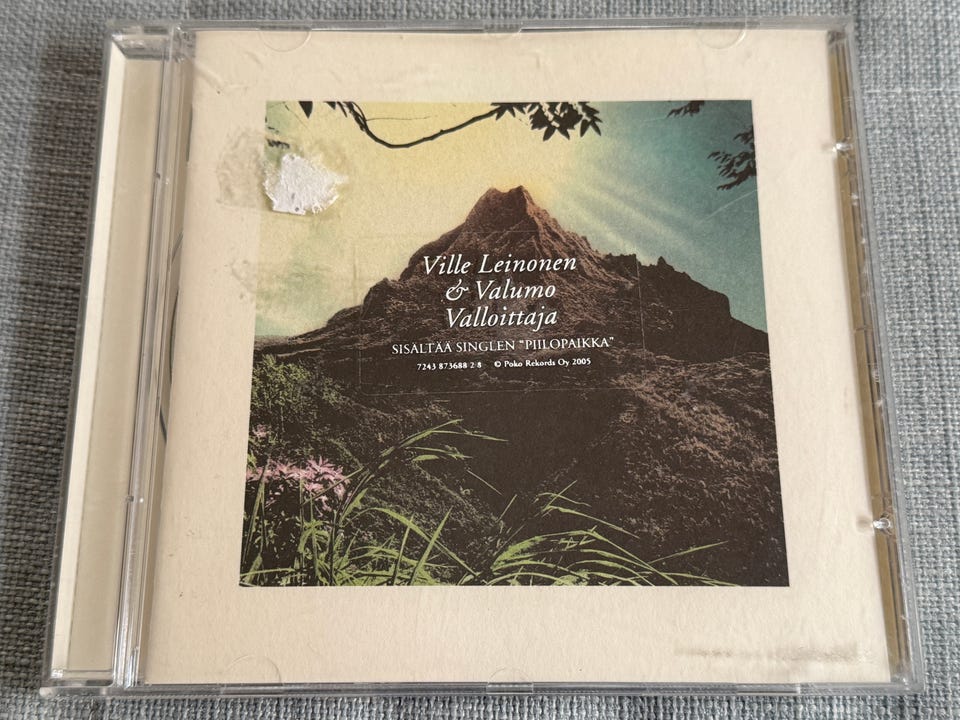 Ville Leinonen
& Valumo
Valloittaja
SISÄLTÄÄ SINGLEN "PIILOPAIKKA"
7243 873688 2 8 © Poko Rekords Oy 2005